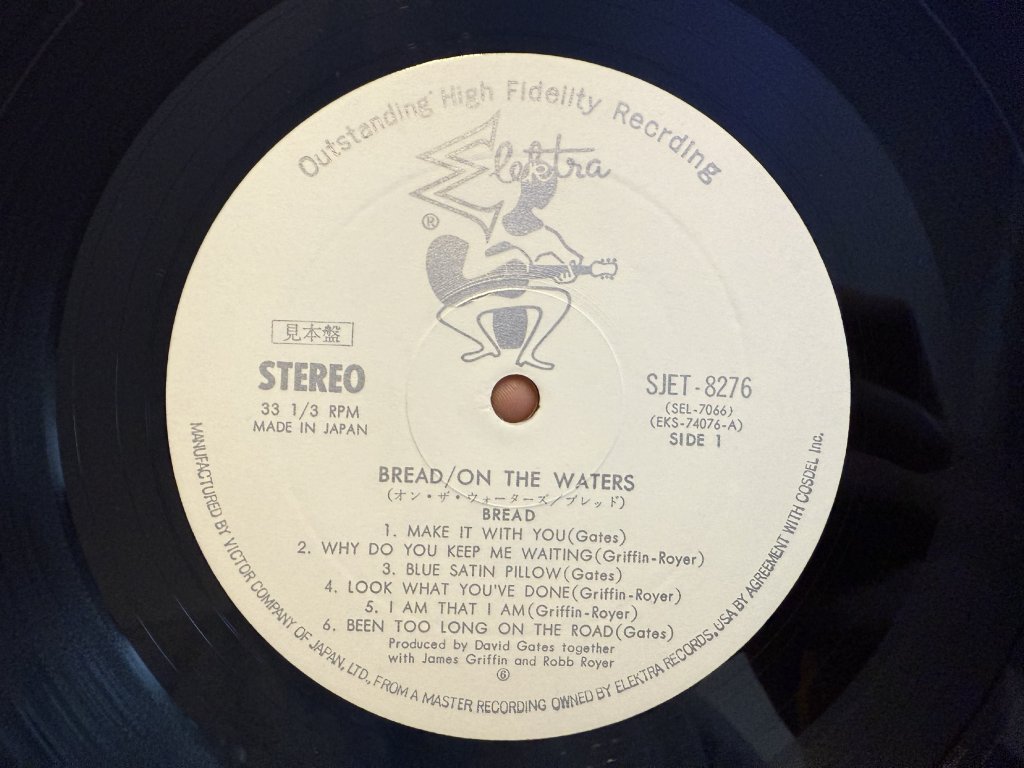 Outstanding High Fidelity Recrding
Elektra
®
見本盤
STEREO
33 1/3 RPM
MADE IN JAPAN
SJET-8276
(SEL-7066)
(EKS-74076-A)
SIDE 1
BREAD/ON THE WATERS
(オン・ザ・ウォーターズ/ブレッド)
BREAD
1. MAKE IT WITH YOU(Gates)
2. WHY DO YOU KEEP ME WAITING(Griffin-Royer)
3. BLUE SATIN PILLOW(Gates)
4. LOOK WHAT YOU'VE DONE(Griffin-Royer)
5. I AM THAT I AM(Griffin-Royer)
6. BEEN TOO LONG ON THE ROAD(Gates)
Produced by David Gates together
with James Griffin and Robb Royer
⑥
MANUFACTURED BY VICTOR COMPANY OF JAPAN, LTD., FROM A MASTER RECORDING OWNED BY ELEKTRA RECORDS, USA BY AGREEMENT WITH COSDEL Inc.